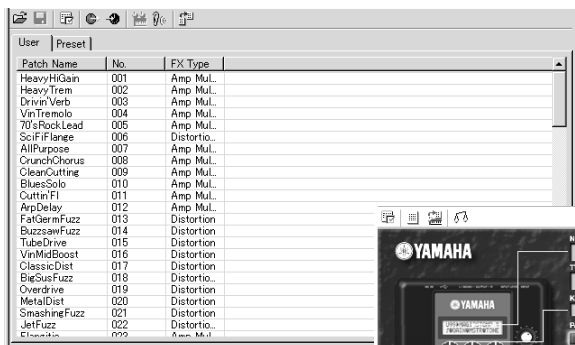 User Preset
Patch Name No. FX Type
HeavyHiGain 001 Amp Mul...
HeavyTrem 002 Amp Mul...
Drivin'Verb 003 Amp Mul...
VinTremolo 004 Amp Mul...
70'sRockLead 005 Amp Mul...
SciFiFlange 006 Distortio...
AllPurpose 007 Amp Mul...
CrunchChorus 008 Amp Mul...
CleanCutting 009 Amp Mul...
BluesSolo 010 Amp Mul...
Cuttin'Fl 011 Amp Mul...
ArpDelay 012 Amp Mul...
FatGermFuzz 013 Distortion
BuzzsawFuzz 014 Distortion
TubeDrive 015 Distortion
VinMidBoost 016 Distortion
ClassicDist 017 Distortion
BigSusFuzz 018 Distortio...
Overdrive 019 Distortion
MetalDist 020 Distortion
SmashingFuzz 021 Distortion
JetFuzz 022 Distortio...
023 Amp Mul...
YAMAHA
YAMAHA